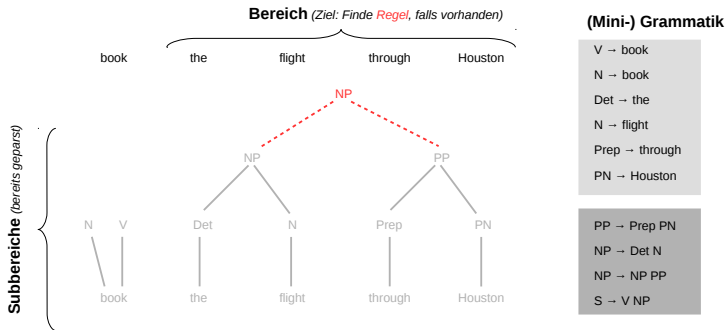 Bereich (Ziel: Finde Regel, falls vorhanden)
book the flight through Houston
NP
NP PP
N V Det N Prep PN
book the flight through Houston
Subbereiche (bereits geparst)
(Mini-) Grammatik
V → book
N → book
Det → the
N → flight
Prep → through
PN → Houston
PP → Prep PN
NP → Det N
NP → NP PP
S → V NP